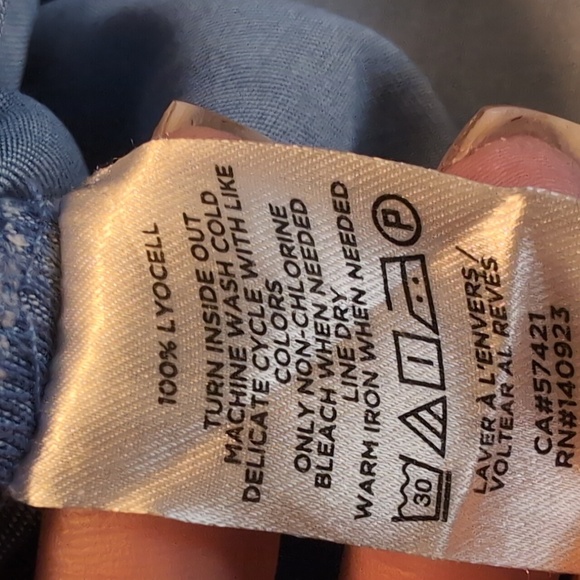 100% LYOCELL
TURN INSIDE OUT
MACHINE WASH COLD
DELICATE CYCLE WITH LIKE
COLORS
ONLY NON-CHLORINE
BLEACH WHEN NEEDED
LINE DRY
WARM IRON WHEN NEEDED
30 P
LAVER À L'ENVERS/
VOLTEAR AL REVÉS
CA#57421
RN#140923